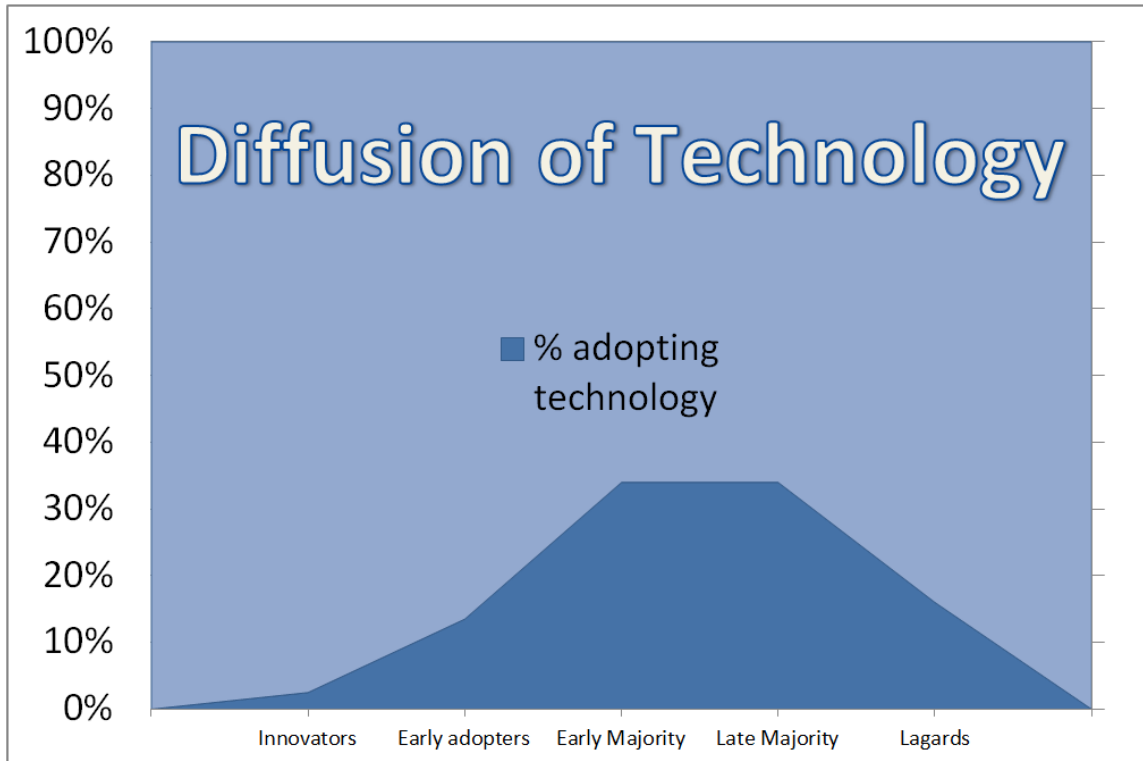 100%
90%
80%
70%
60%
50%
40%
30%
20%
10%
0%
Diffusion of Technology
% adopting
technology
Innovators
Early adopters
Early Majority
Late Majority
Lagards